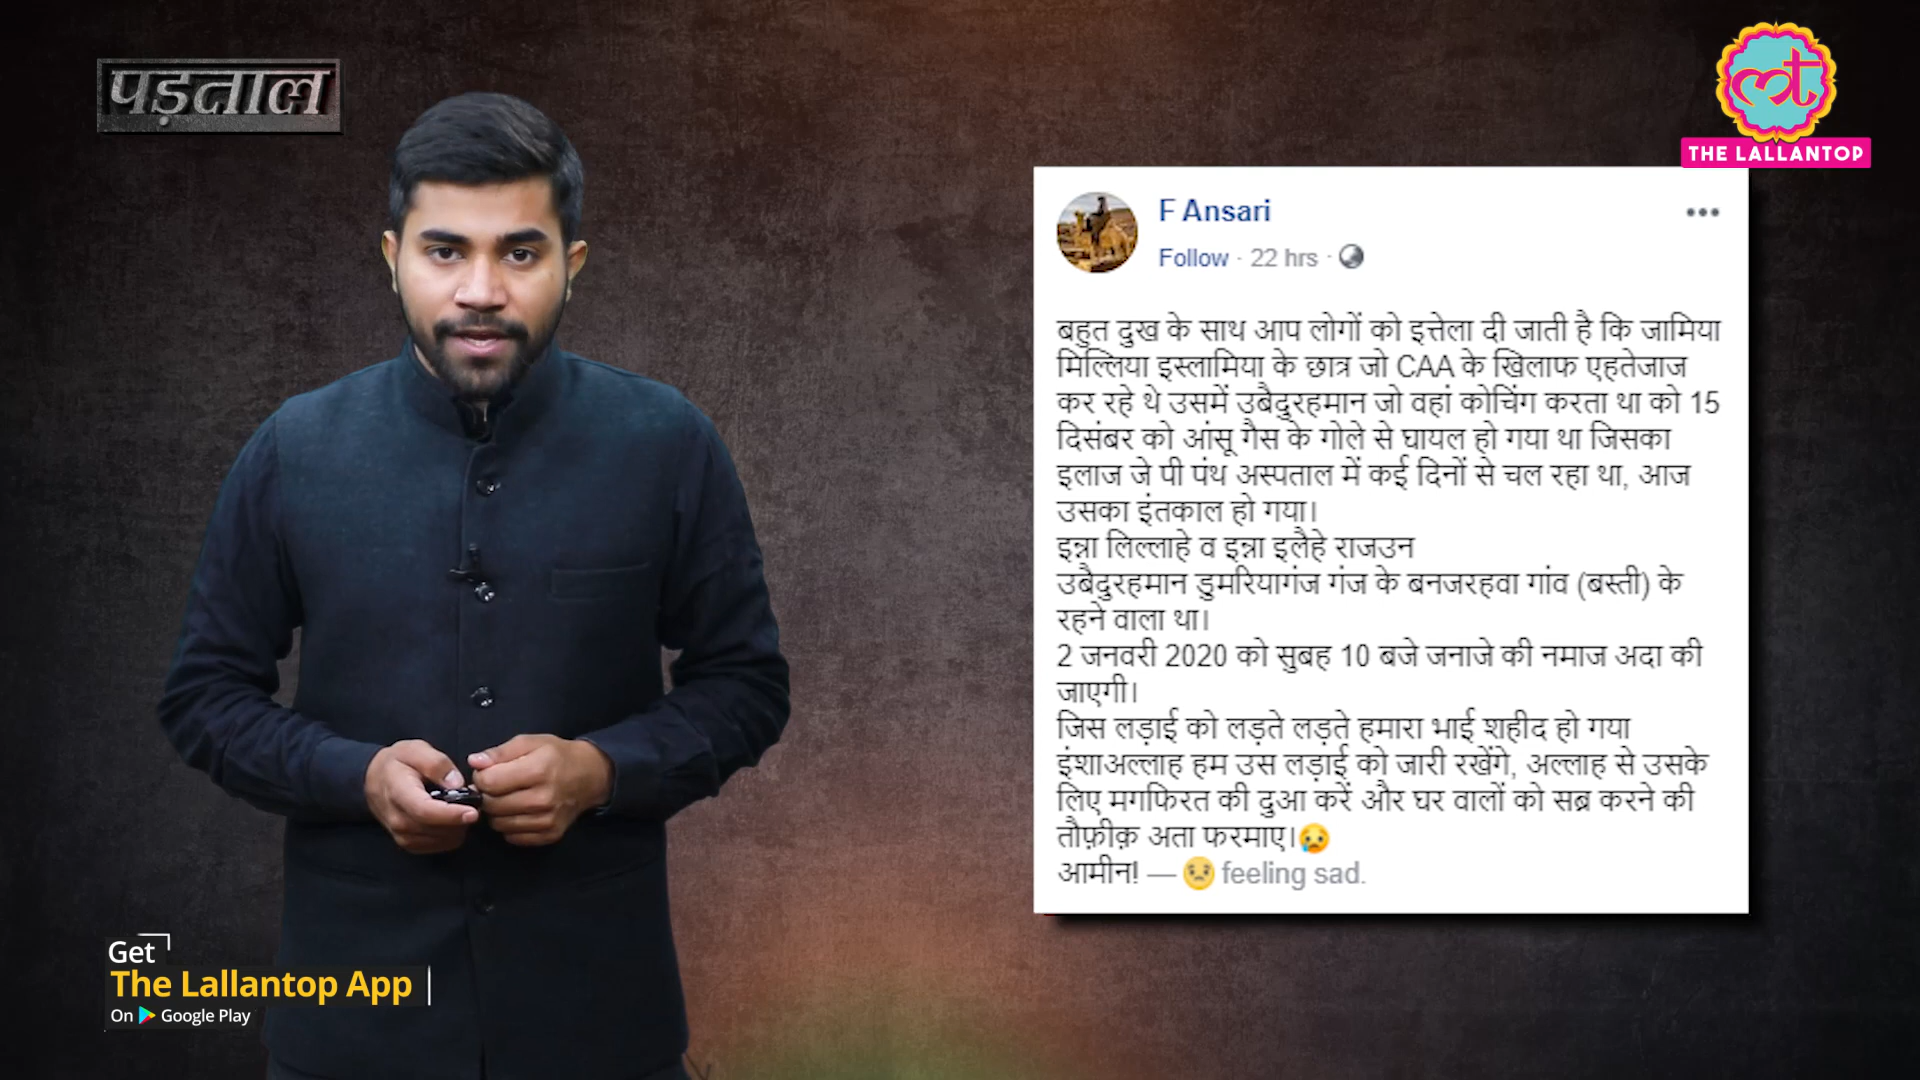 पड़ताल
THE LALLANTOP
F Ansari
Follow · 22 hrs ·
बहुत दुख के साथ आप लोगों को इत्तेला दी जाती है कि जामिया
मिल्लिया इस्लामिया के छात्र जो CAA के खिलाफ एहतेजाज
कर रहे थे उसमें उबैदुरहमान जो वहां कोचिंग करता था को 15
दिसंबर को आंसू गैस के गोले से घायल हो गया था जिसका
इलाज जे पी पंथ अस्पताल में कई दिनों से चल रहा था, आज
उसका इंतकाल हो गया।
इन्ना लिल्लाहे व इन्ना इलैहे राजउन
उबैदुरहमान डुमरियागंज गंज के बनजरहवा गांव (बस्ती) के
रहने वाला था।
2 जनवरी 2020 को सुबह 10 बजे जनाजे की नमाज अदा की
जाएगी।
जिस लड़ाई को लड़ते लड़ते हमारा भाई शहीद हो गया
इंशाअल्लाह हम उस लड़ाई को जारी रखेंगे, अल्लाह से उसके
लिए मगफिरत की दुआ करें और घर वालों को सब्र करने की
तौफ़ीक़ अता फरमाए।😥
आमीन! — 😟 feeling sad.
Get
The Lallantop App
On Google Play